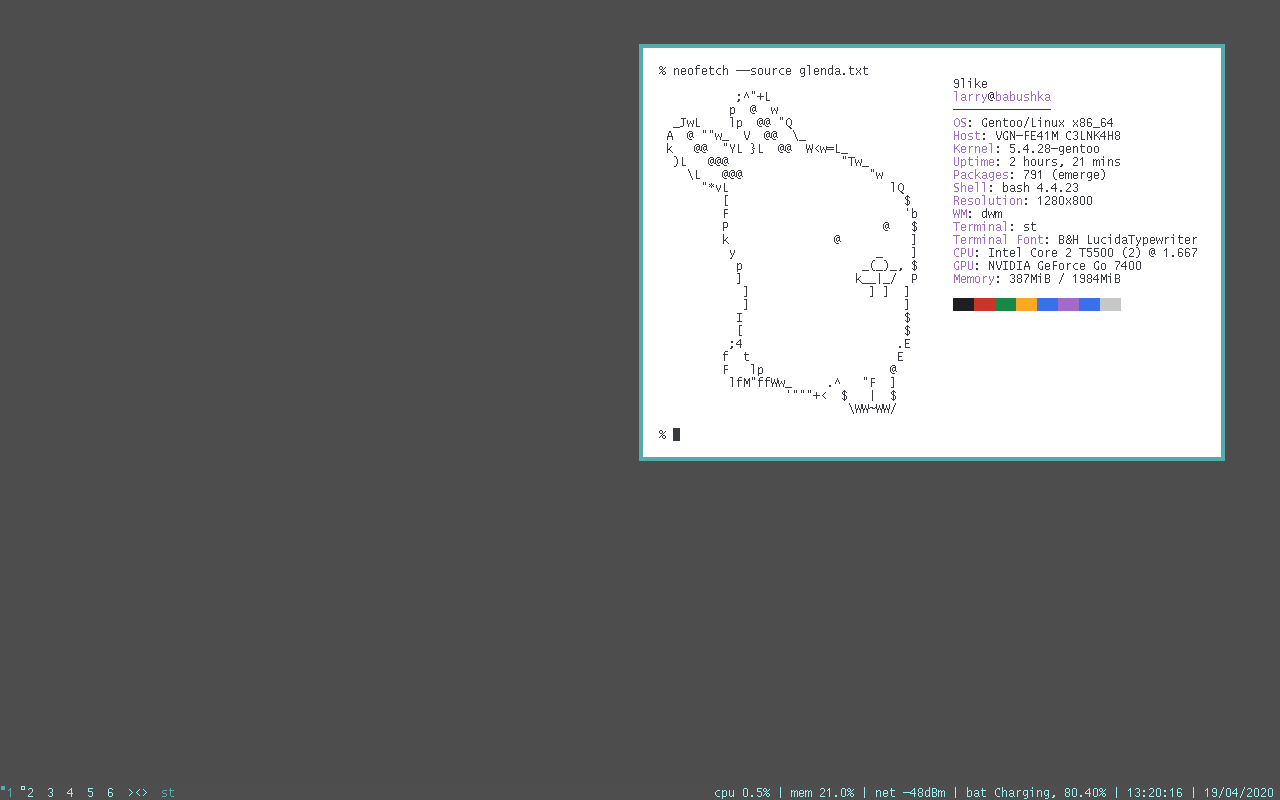 % neofetch —source glenda.txt
9like
larry@babushka
OS: Gentoo/Linux x86_64
Host: VGN—FE41M C3LNK4H8
Kernel: 5.4.28—gentoo
Uptime: 2 hours, 21 mins
Packages: 791 (emerge)
Shell: bash 4.4.23
Resolution: 1280x800
WM: dwm
Terminal: st
Terminal Font: B&H LucidaTypewriter
CPU: Intel Core 2 T5500 (2) @ 1.667
GPU: NVIDIA GeForce Go 7400
Memory: 387MiB / 1984MiB
%
1 2 3 4 5 6 ><> st
cpu 0.5% | mem 21.0% | net —48dBm | bat Charging, 80.40% | 13:20:16 | 19/04/2020